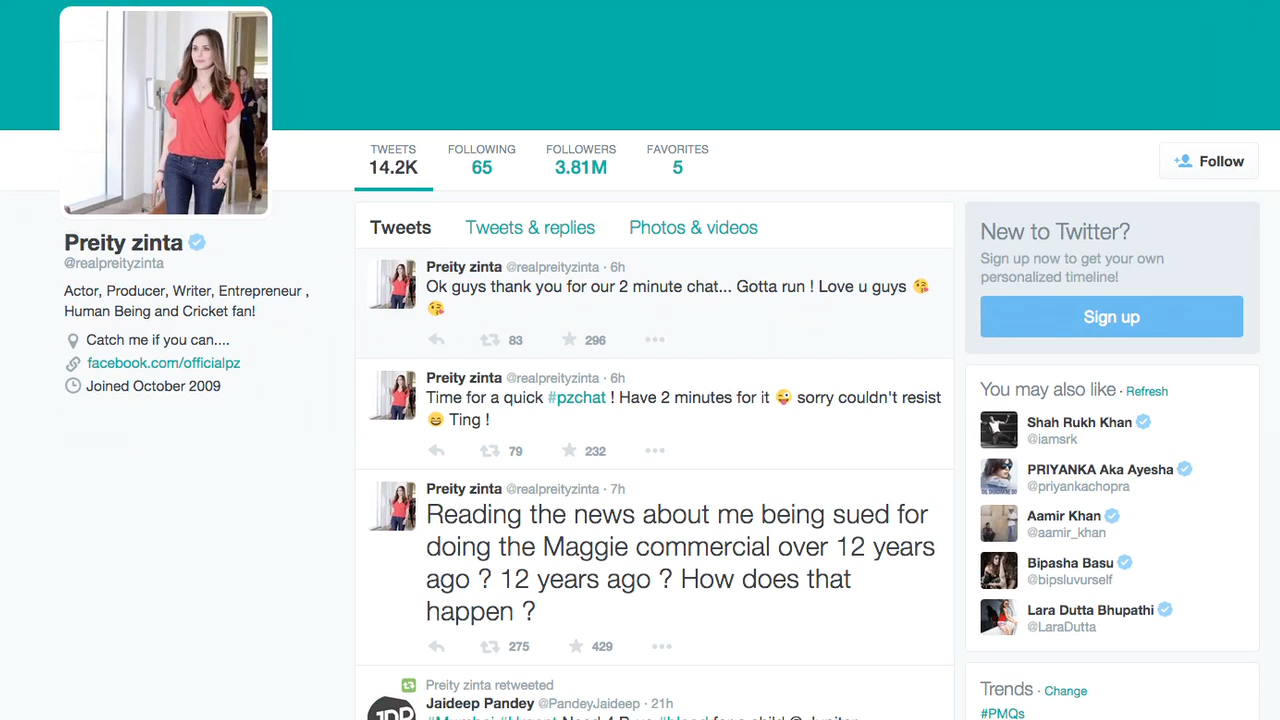 TWEETS FOLLOWING FOLLOWERS FAVORITES
14.2K 65 3.81M 5
Follow
Preity zinta
@realpreityzinta
Actor, Producer, Writer, Entrepreneur ,
Human Being and Cricket fan!
Catch me if you can....
facebook.com/officialpz
Joined October 2009
Tweets Tweets & replies Photos & videos
Preity zinta @realpreityzinta · 6h
Ok guys thank you for our 2 minute chat... Gotta run ! Love u guys 😘
😘
83 296
Preity zinta @realpreityzinta · 6h
Time for a quick #pzchat ! Have 2 minutes for it 😜 sorry couldn't resist
😄 Ting !
79 232
Preity zinta @realpreityzinta · 7h
Reading the news about me being sued for
doing the Maggie commercial over 12 years
ago ? 12 years ago ? How does that
happen ?
275 429
Preity zinta retweeted
Jaideep Pandey @PandeyJaideep · 21h
New to Twitter?
Sign up now to get your own
personalized timeline!
Sign up
You may also like · Refresh
Shah Rukh Khan
@iamsrk
PRIYANKA Aka Ayesha
@priyankachopra
Aamir Khan
@aamir_khan
Bipasha Basu
@bipsluvurself
Lara Dutta Bhupathi
@LaraDutta
Trends · Change
#PMQs